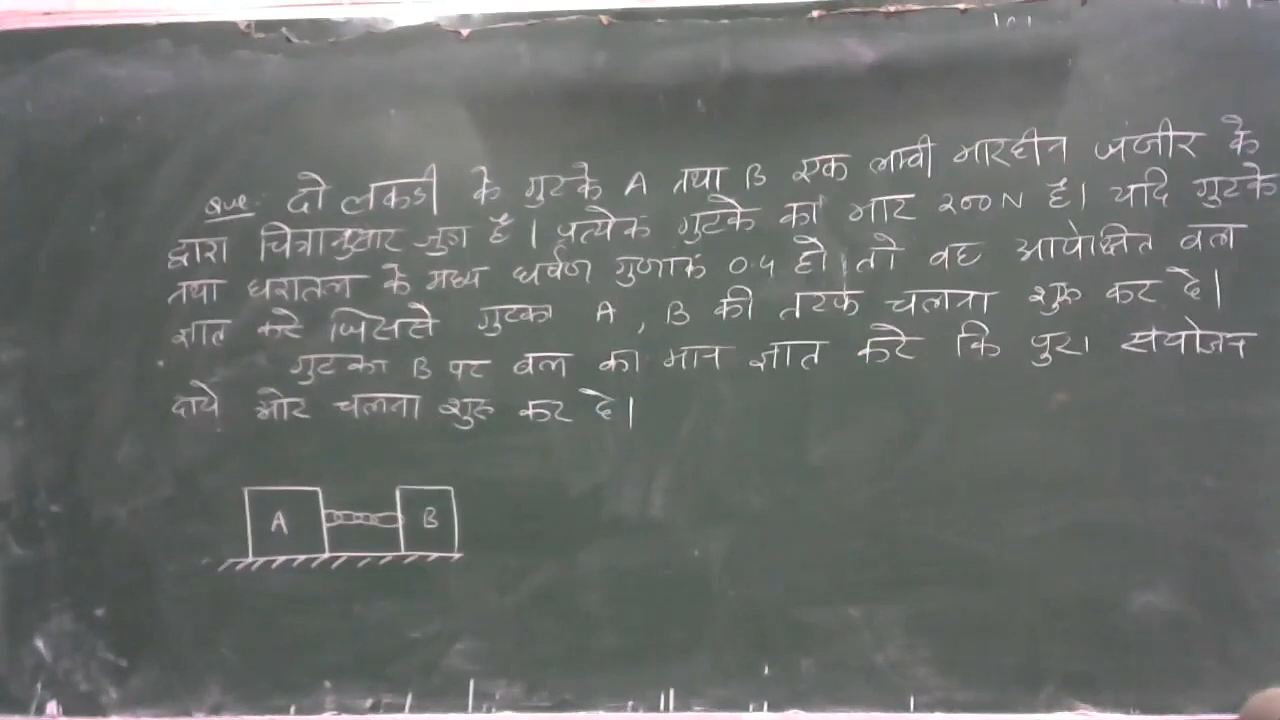 Que. दो लकडी के गुटके A तथा B एक लम्बी भारहीन जंजीर के
द्वारा चित्रानुसार जुडा है। प्रत्येक गुटके का भार 200N है। यदि गुटके
तथा धरातल के मध्य घर्षण गुणांक 0.4 हो तो वह आपेक्षित बल
ज्ञात करे जिससे गुटका A, B की तरफ चलना शुरू कर दे।
गुटका B पर बल का मान ज्ञात करे कि पुरा संयोजन
दाये ओर चलना शुरू कर दे।
A B